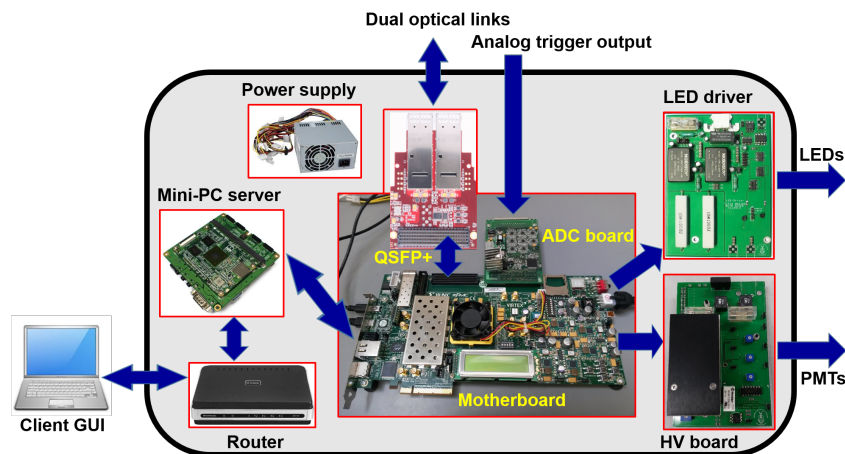 Dual optical links
Analog trigger output
Power supply
LED driver
LEDs
Mini-PC server
ADC board
QSFP+
VIRTEX
PMTs
Motherboard
Client GUI
Router
HV board